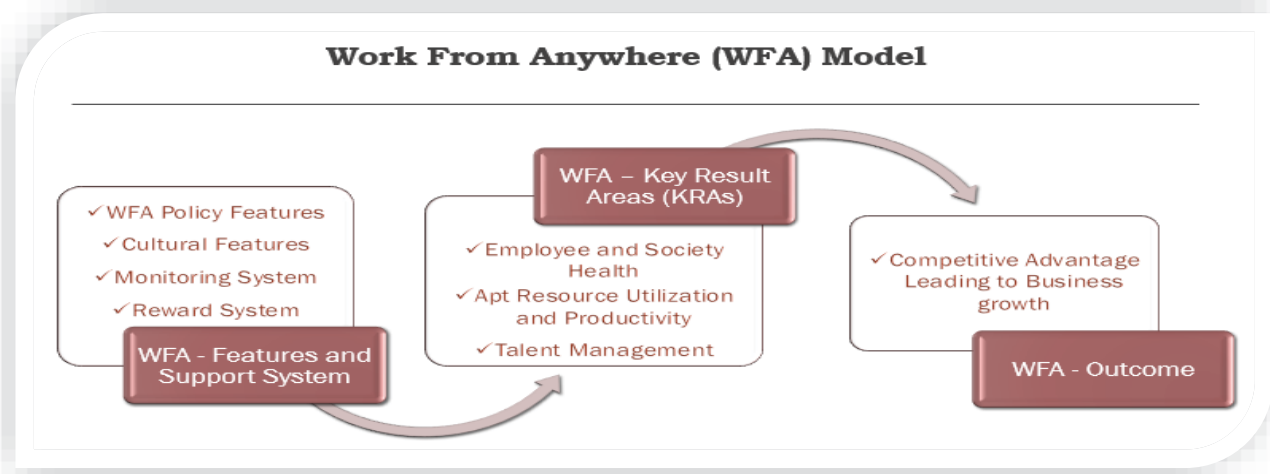 Work From Anywhere (WFA) Model
✓WFA Policy Features
✓Cultural Features
✓Monitoring System
✓Reward System
WFA - Features and
Support System
WFA – Key Result
Areas (KRAs)
✓Employee and Society
Health
✓Apt Resource Utilization
and Productivity
✓Talent Management
✓Competitive Advantage
Leading to Business
growth
WFA - Outcome